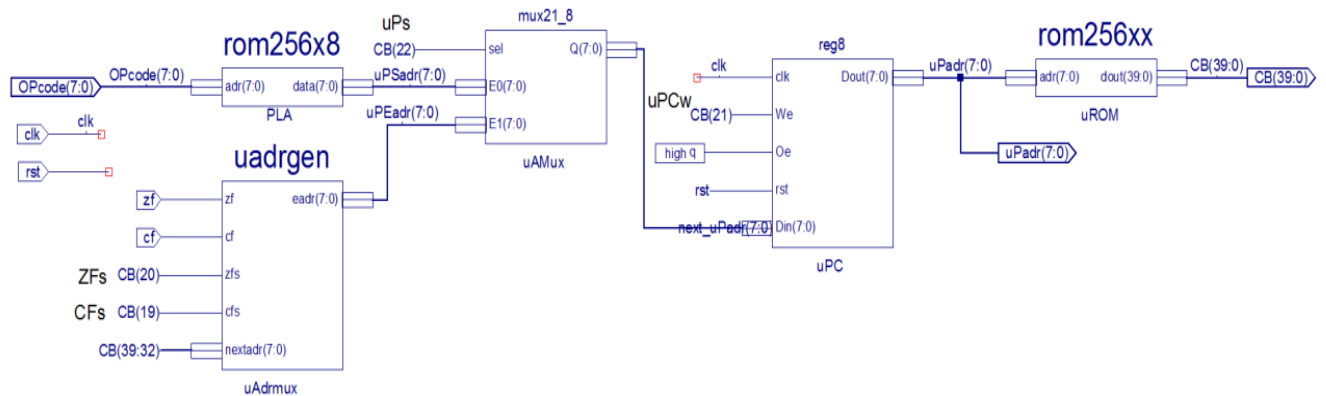 uPs
mux21_8
rom256x8
CB(22)
sel
Q(7:0)
reg8
rom256xx
OPcode(7:0)
OPcode(7:0)
adr(7:0)
data(7:0)
uPSadr(7:0)
E0(7:0)
PLA
uPEadr(7:0)
E1(7:0)
uAMux
clk
clk
rst
uadrgen
zf
zf
eadr(7:0)
cf
cf
ZFs
CB(20)
zfs
CFs
CB(19)
cfs
CB(39:32)
nextadr(7:0)
uAdrmux
clk
clk
Dout(7:0)
uPadr(7:0)
uPCw
CB(21)
We
high q
Oe
rst
rst
next_uPadr(7:0)
Din(7:0)
uPC
adr(7:0)
dout(39:0)
CB(39:0)
CB(39:0)
uROM
uPadr(7:0)